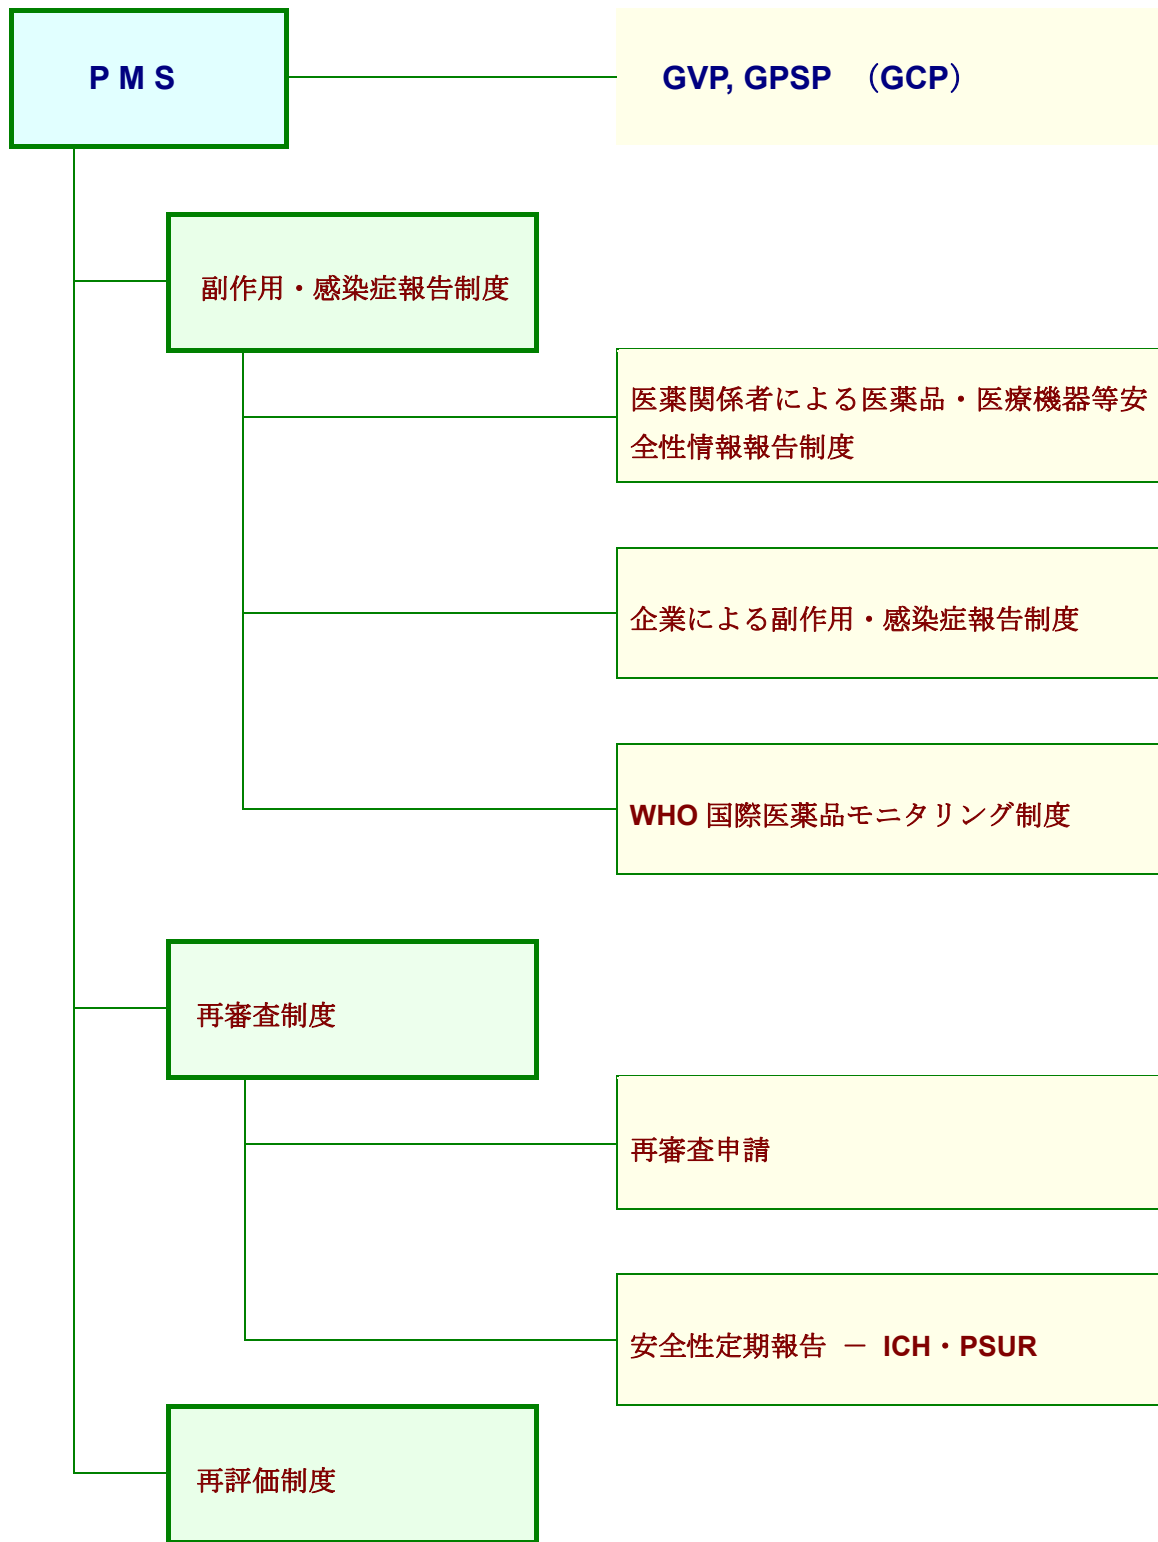 P M S
GVP, GPSP （GCP）
副作用・感染症報告制度
医薬関係者による医薬品・医療機器等安
全性情報報告制度
企業による副作用・感染症報告制度
WHO 国際医薬品モニタリング制度
再審査制度
再審査申請
安全性定期報告 － ICH・PSUR
再評価制度